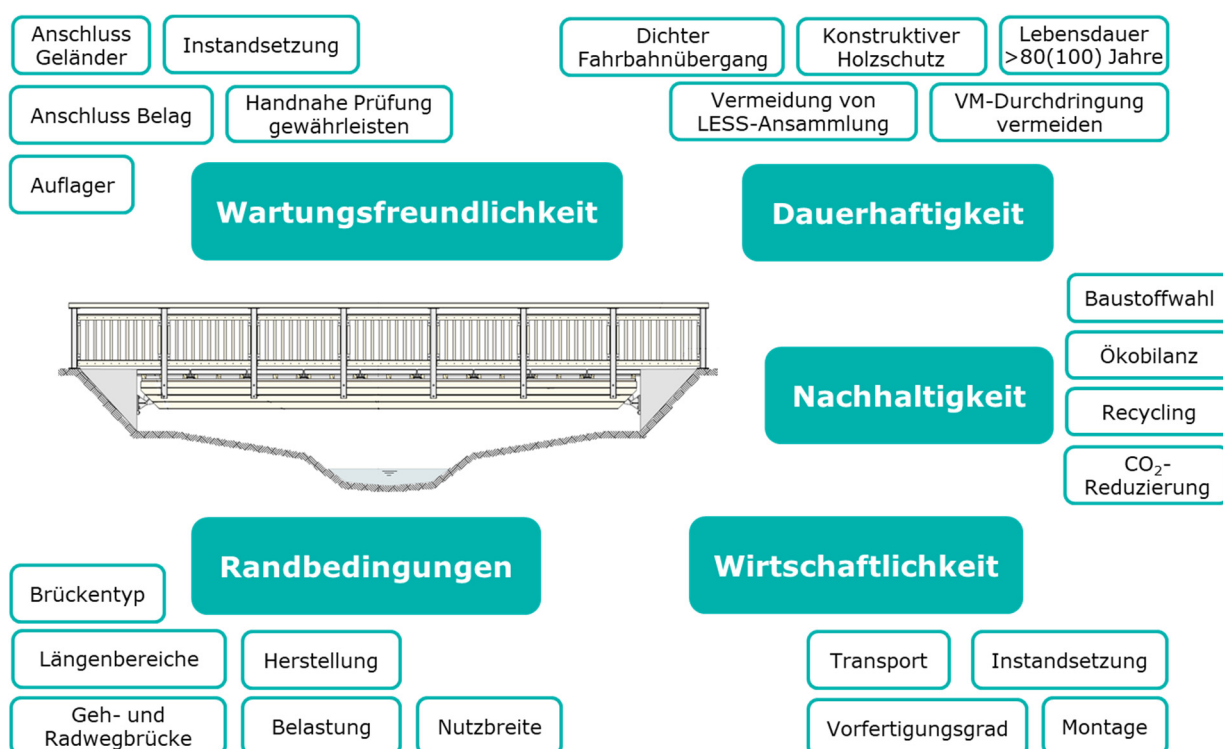 Anschluss
Geländer
Instandsetzung
Anschluss Belag
Handnahe Prüfung
gewährleisten
Auflager
Wartungsfreundlichkeit
Dichter
Fahrbahnübergang
Konstruktiver
Holzschutz
Lebensdauer
>80(100) Jahre
Vermeidung von
LESS-Ansammlung
VM-Durchdringung
vermeiden
Dauerhaftigkeit
Nachhaltigkeit
Baustoffwahl
Ökobilanz
Recycling
CO₂-
Reduzierung
Randbedingungen
Brückentyp
Längenbereiche
Herstellung
Geh- und
Radwegbrücke
Belastung
Nutzbreite
Wirtschaftlichkeit
Transport
Instandsetzung
Vorfertigungsgrad
Montage